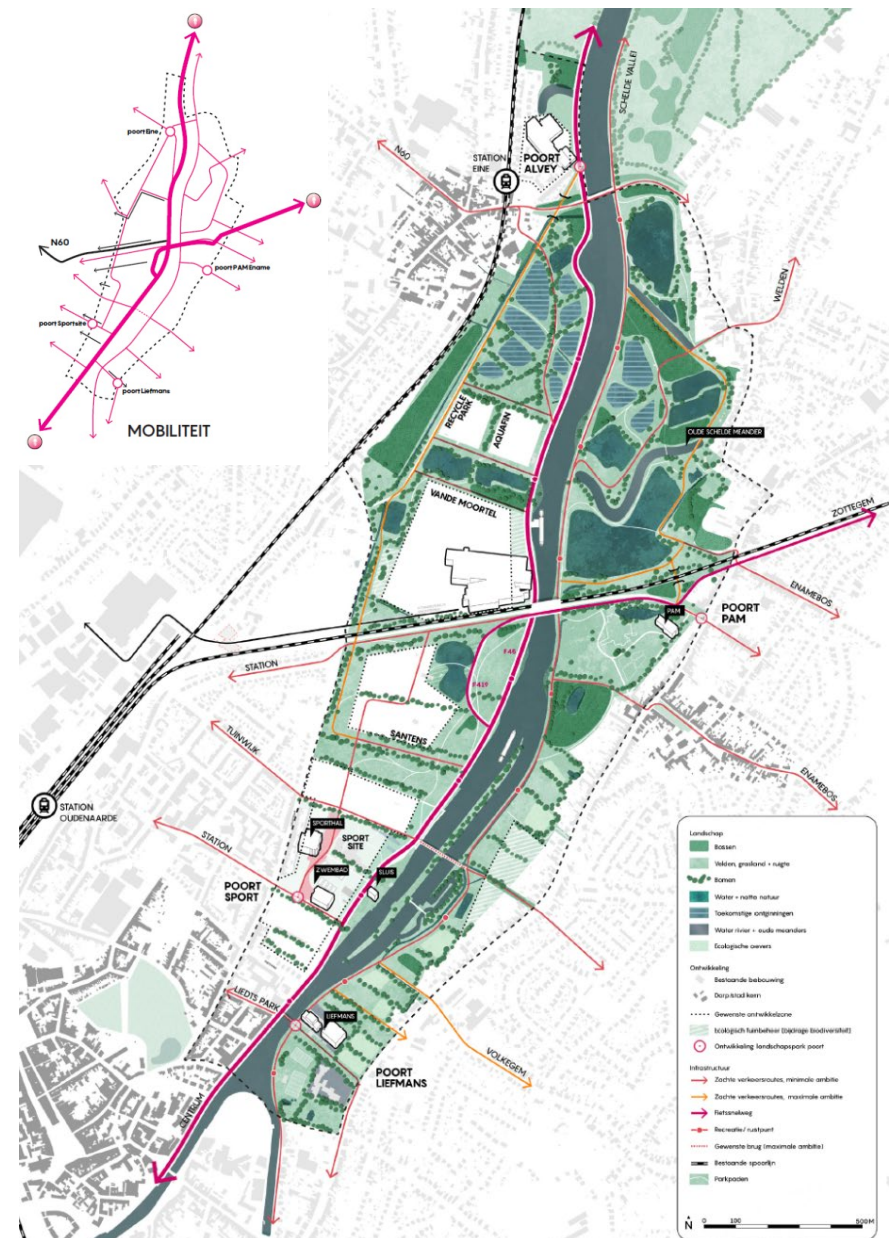 poort Eine
N60
poort PAM Ename
poort Sportsite
poort Liefmans
MOBILITEIT
SCHELDE VALLEI
N60
STATION
EINE
POORT
ALVEY
WELDEN
RECYCLE
PARK
AQUAFIN
OUDE SCHELDE MEANDER
VANDE MOORTEL
ZOTTEGEM
ENAMEBOS
PAM
POORT
PAM
STATION
F45
SANTENS
TUINWIJK
ENAMEBOS
STATION
OUDENAARDE
STATION
SPORTHAL
SPORT
SITE
ZWEMBAD
SLUIS
POORT
SPORT
LIEDTS PARK
LIEFMANS
VOLKEGEM
POORT
LIEFMANS
CENTRUM
Landschap
Bossen
Velden, grasland + ruigte
Bomen
Water + natte natuur
Toekomstige ontginningen
Water rivier + oude meanders
Ecologische oevers
Ontwikkeling
Bestaande bebouwing
Dorp/stad kern
Gewenste ontwikkelzone
Ecologisch tuinbeheer (bijdrage biodiversiteit)
Ontwikkeling landschapspark poort
Infrastructuur
Zachte verkeersroutes, minimale ambitie
Zachte verkeersroutes, maximale ambitie
Fietssnelweg
Recreatie/ rustpunt
Gewenste brug (maximale ambitie)
Bestaande spoorlijn
Parkpaden
N
0
100
500M